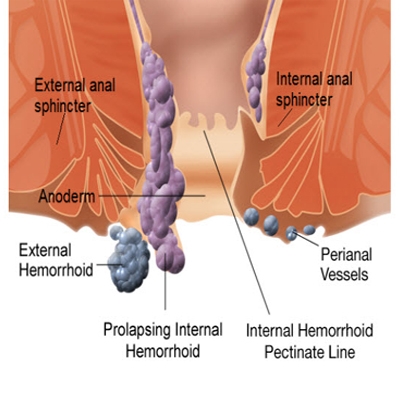 External anal
sphincter
Internal anal
sphincter
Anoderm
External
Hemorrhoid
Perianal
Vessels
Prolapsing Internal
Hemorrhoid
Internal Hemorrhoid
Pectinate Line